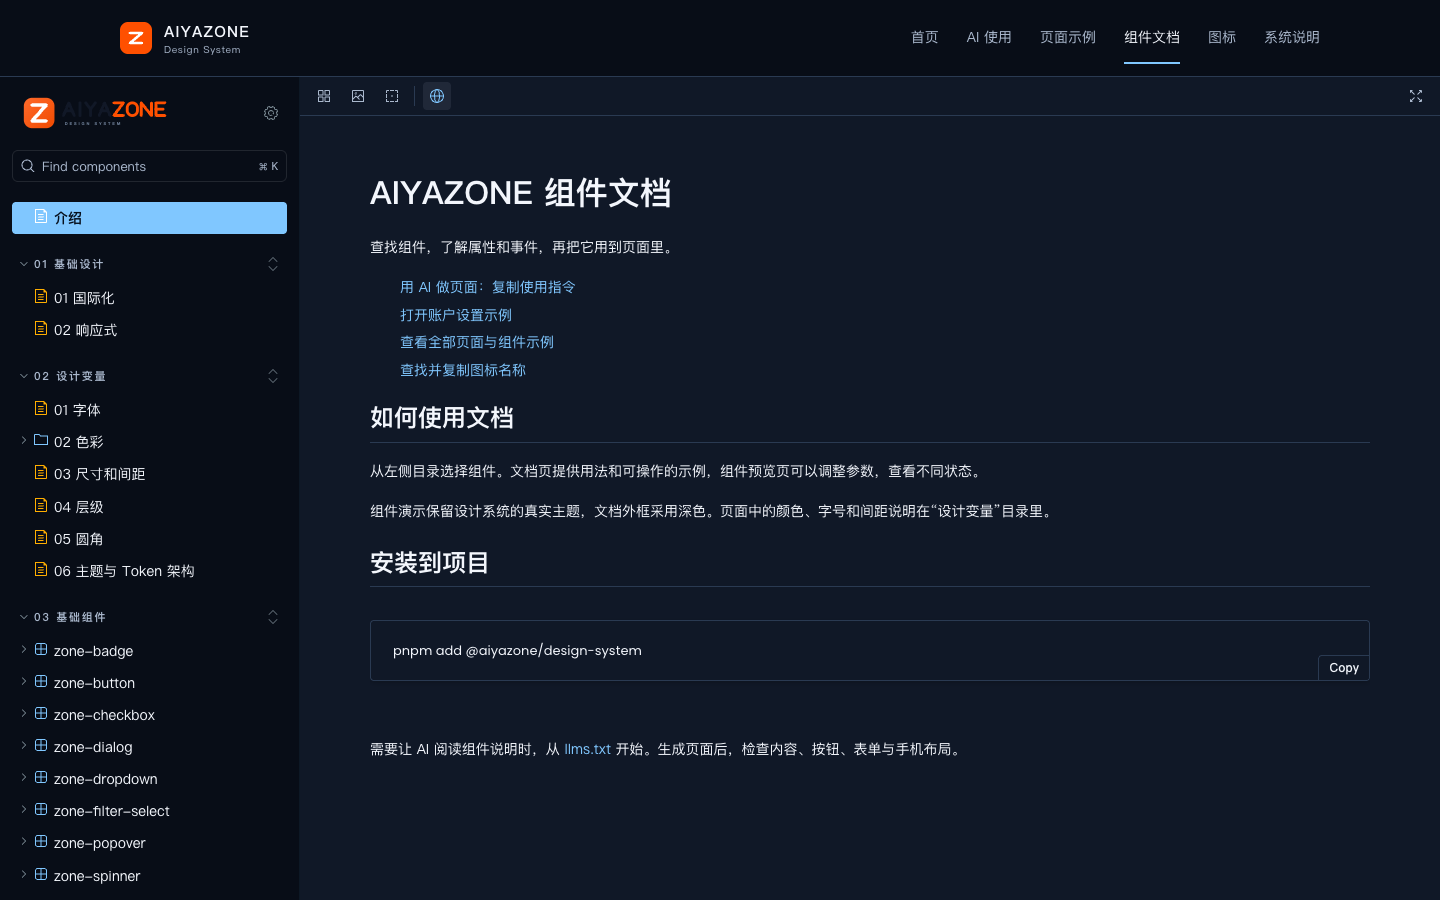 AIYAZONE
Design System
首页
AI 使用
页面示例
组件文档
图标
系统说明
AIYAZONE
DESIGN SYSTEM
Find components
⌘ K
介绍
01 基础设计
01 国际化
02 响应式
02 设计变量
01 字体
02 色彩
03 尺寸和间距
04 层级
05 圆角
06 主题与 Token 架构
03 基础组件
zone-badge
zone-button
zone-checkbox
zone-dialog
zone-dropdown
zone-filter-select
zone-popover
zone-spinner
AIYAZONE 组件文档
查找组件，了解属性和事件，再把它用到页面里。
用 AI 做页面：复制使用指令
打开账户设置示例
查看全部页面与组件示例
查找并复制图标名称
如何使用文档
从左侧目录选择组件。文档页提供用法和可操作的示例，组件预览页可以调整参数，查看不同状态。
组件演示保留设计系统的真实主题，文档外框采用深色。页面中的颜色、字号和间距说明在“设计变量”目录里。
安装到项目
pnpm add @aiyazone/design-system
Copy
需要让 AI 阅读组件说明时，从 llms.txt 开始。生成页面后，检查内容、按钮、表单与手机布局。